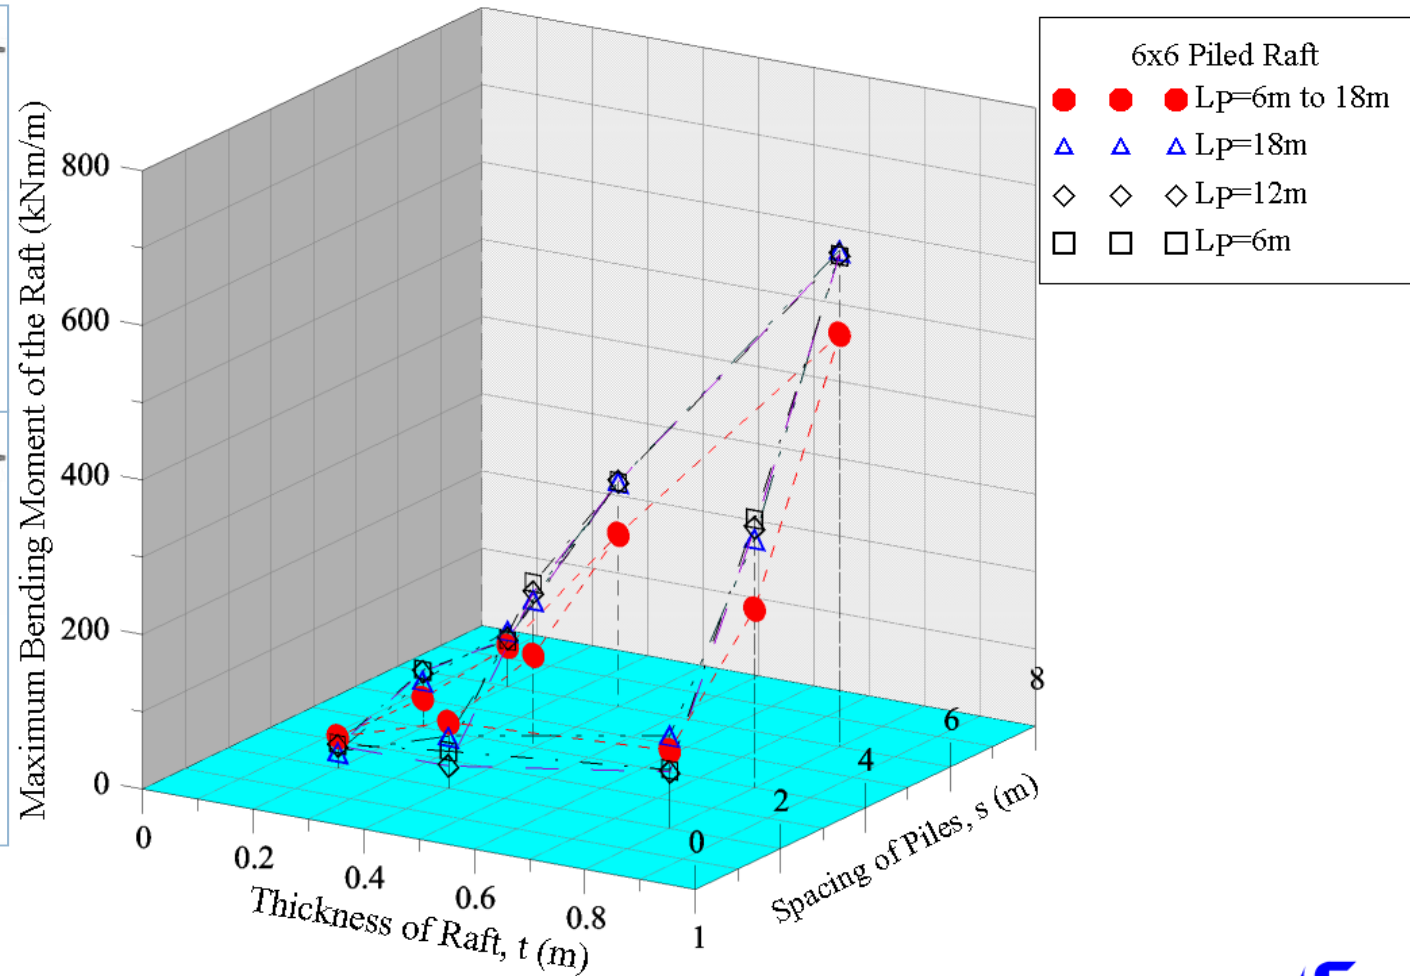 6x6 Piled Raft
LP=6m to 18m
LP=18m
LP=12m
LP=6m
Maximum Bending Moment of the Raft (kNm/m)
800
600
400
200
0
0
0.2
0.4
0.6
0.8
1
Thickness of Raft, t (m)
0
2
4
6
8
Spacing of Piles, s (m)